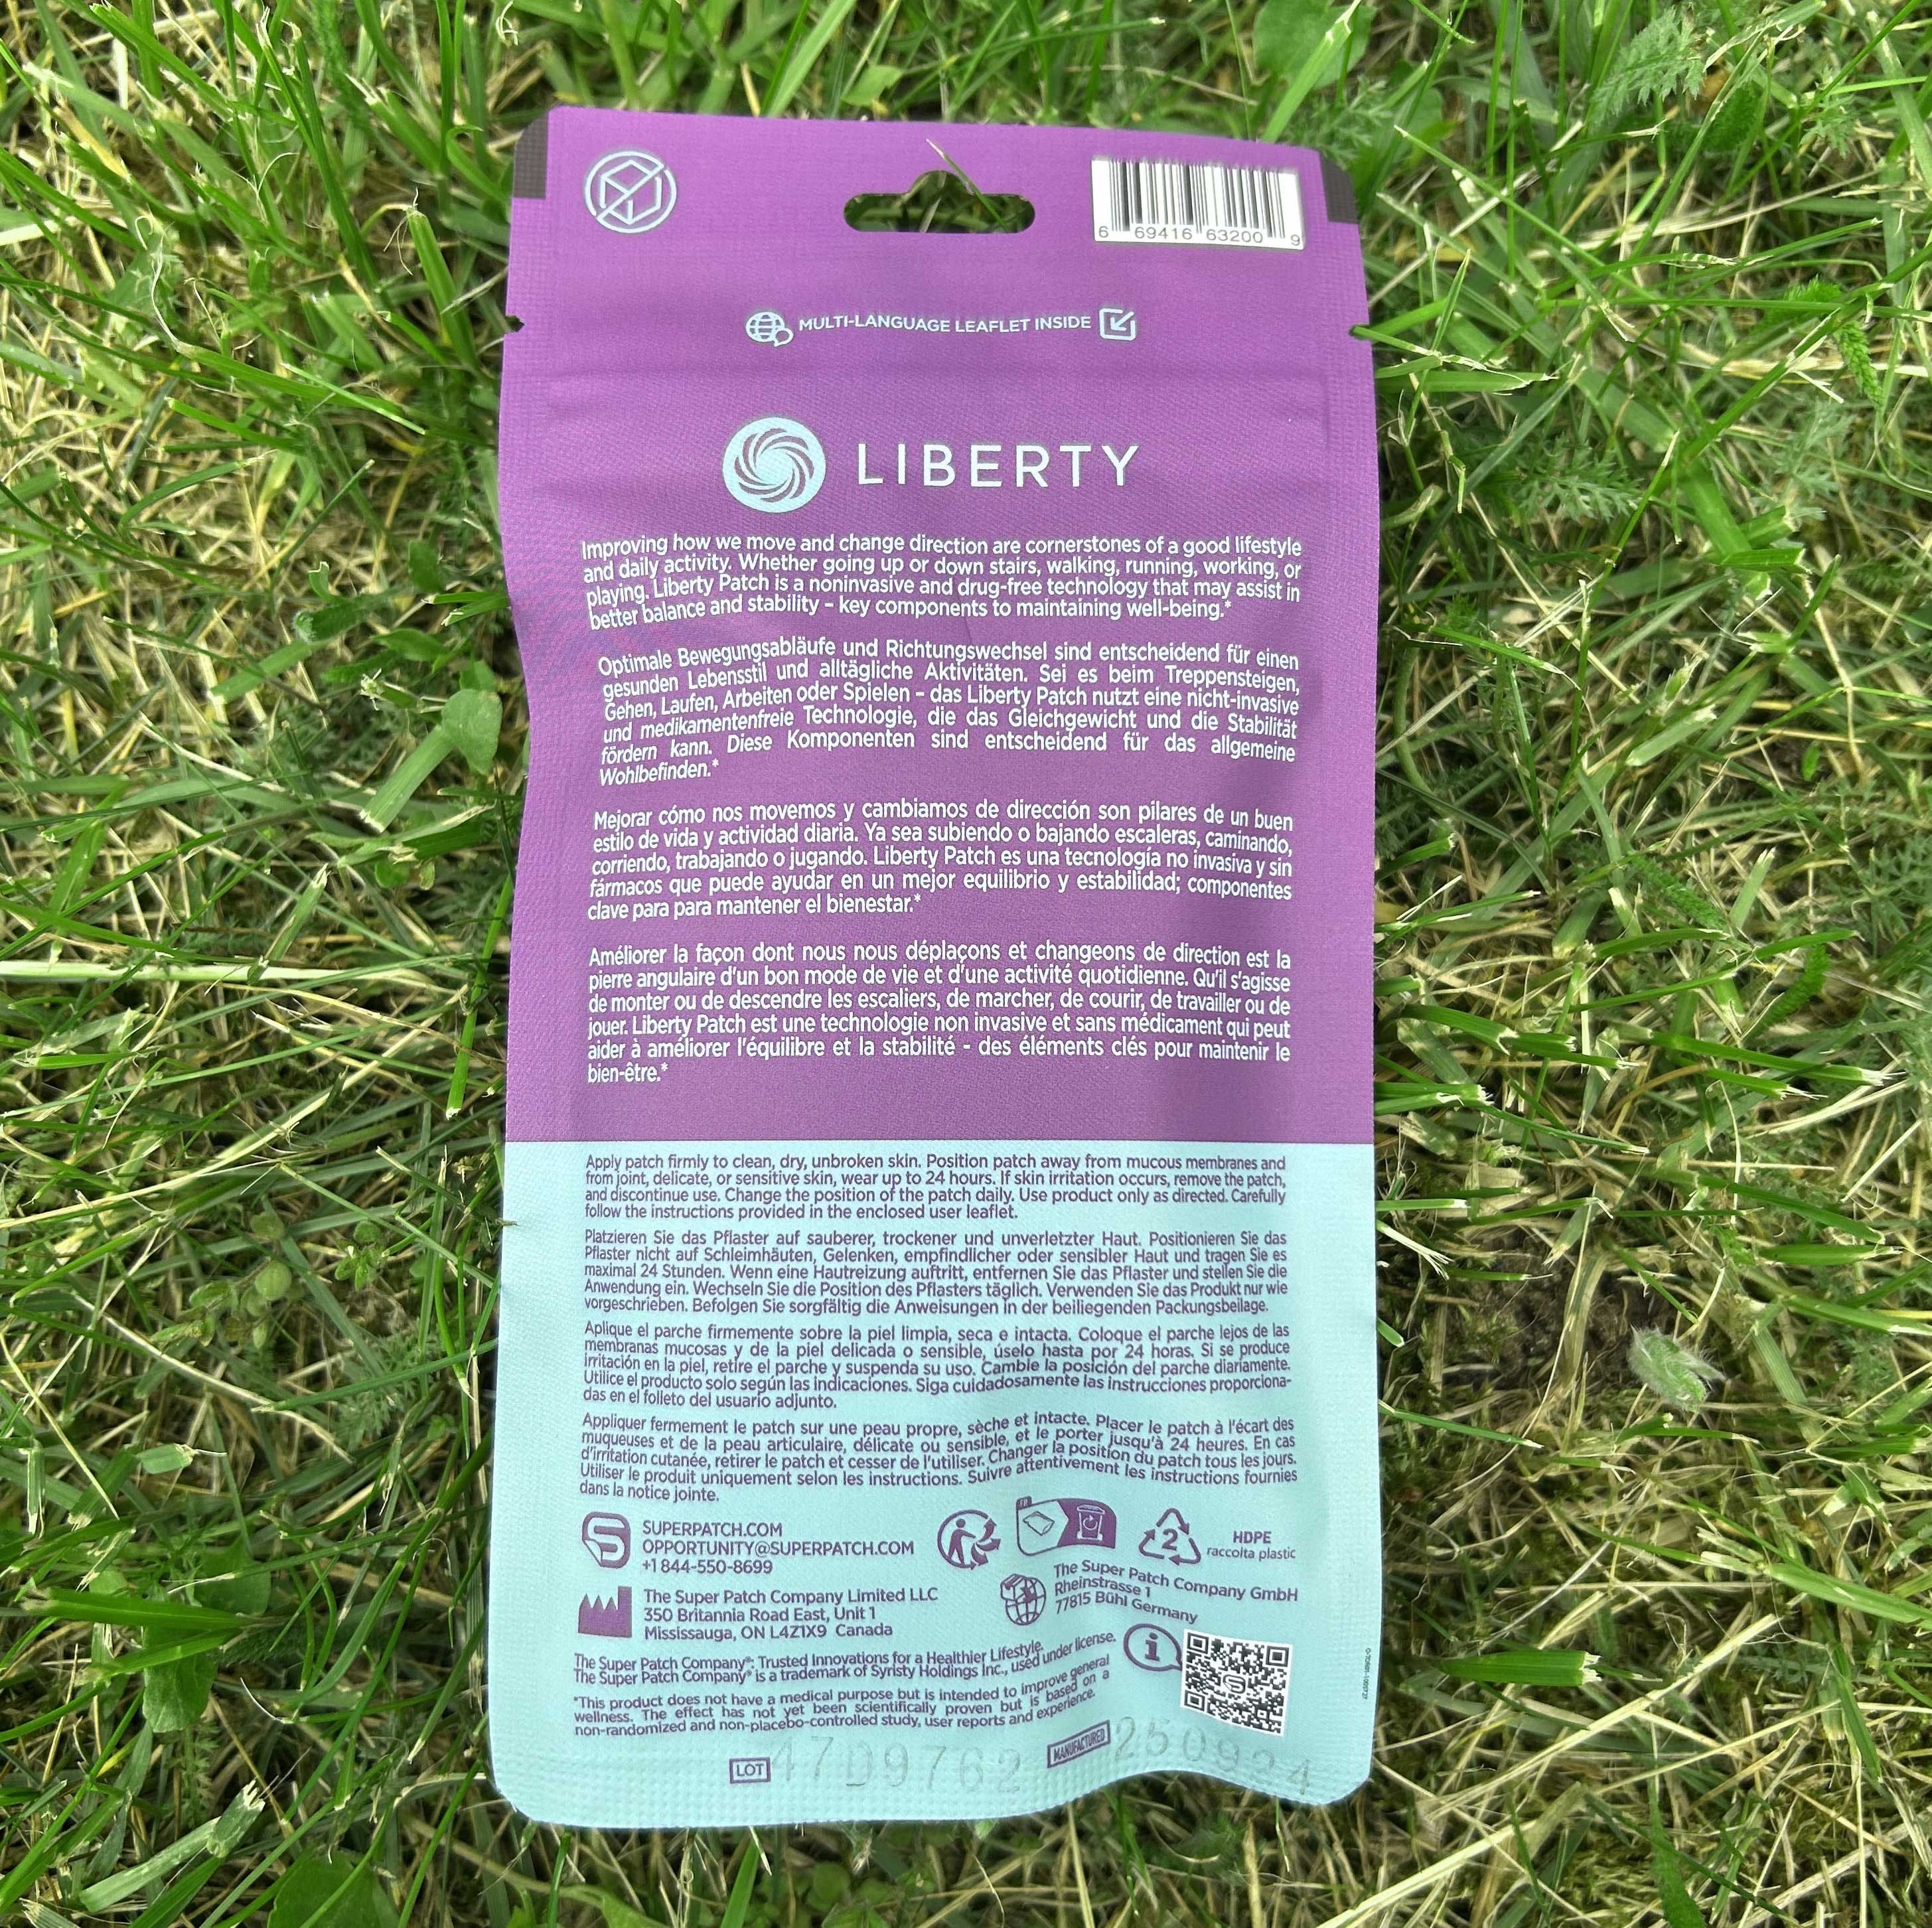 6 69416 63200 9
MULTI-LANGUAGE LEAFLET INSIDE
LIBERTY
Improving how we move and change direction are cornerstones of a good lifestyle
and daily activity. Whether going up or down stairs, walking, running, working, or
playing. Liberty Patch is a noninvasive and drug-free technology that may assist in
better balance and stability – key components to maintaining well-being.*
Optimale Bewegungsabläufe und Richtungswechsel sind entscheidend für einen
gesunden Lebensstil und alltägliche Aktivitäten. Sei es beim Treppensteigen,
Gehen, Laufen, Arbeiten oder Spielen – das Liberty Patch nutzt eine nicht-invasive
und medikamentenfreie Technologie, die das Gleichgewicht und die Stabilität
fördern kann. Diese Komponenten sind entscheidend für das allgemeine
Wohlbefinden.*
Mejorar cómo nos movemos y cambiamos de dirección son pilares de un buen
estilo de vida y actividad diaria. Ya sea subiendo o bajando escaleras, caminando,
corriendo, trabajando o jugando. Liberty Patch es una tecnología no invasiva y sin
fármacos que puede ayudar en un mejor equilibrio y estabilidad; componentes
clave para para mantener el bienestar.*
Améliorer la façon dont nous nous déplaçons et changeons de direction est la
pierre angulaire d'un bon mode de vie et d'une activité quotidienne. Qu'il s'agisse
de monter ou de descendre les escaliers, de marcher, de courir, de travailler ou de
jouer. Liberty Patch est une technologie non invasive et sans médicament qui peut
aider à améliorer l'équilibre et la stabilité - des éléments clés pour maintenir le
bien-être.*
Apply patch firmly to clean, dry, unbroken skin. Position patch away from mucous membranes and
from joint, delicate, or sensitive skin, wear up to 24 hours. If skin irritation occurs, remove the patch,
and discontinue use. Change the position of the patch daily. Use product only as directed. Carefully
follow the instructions provided in the enclosed user leaflet.
Platzieren Sie das Pflaster auf sauberer, trockener und unverletzter Haut. Positionieren Sie das
Pflaster nicht auf Schleimhäuten, Gelenken, empfindlicher oder sensibler Haut und tragen Sie es
maximal 24 Stunden. Wenn eine Hautreizung auftritt, entfernen Sie das Pflaster und stellen Sie die
Anwendung ein. Wechseln Sie die Position des Pflasters täglich. Verwenden Sie das Produkt nur wie
vorgeschrieben. Befolgen Sie sorgfältig die Anweisungen in der beiliegenden Packungsbeilage.
Aplique el parche firmemente sobre la piel limpia, seca e intacta. Coloque el parche lejos de las
membranas mucosas y de la piel delicada o sensible, úselo hasta por 24 horas. Si se produce
irritación en la piel, retire el parche y suspenda su uso. Cambie la posición del parche diariamente.
Utilice el producto solo según las indicaciones. Siga cuidadosamente las instrucciones proporciona-
das en el folleto del usuario adjunto.
Appliquer fermement le patch sur une peau propre, sèche et intacte. Placer le patch à l'écart des
muqueuses et de la peau articulaire, délicate ou sensible, et le porter jusqu'à 24 heures. En cas
d'irritation cutanée, retirer le patch et cesser de l'utiliser. Changer la position du patch tous les jours.
Utiliser le produit uniquement selon les instructions. Suivre attentivement les instructions fournies
dans la notice jointe.
SUPERPATCH.COM
OPPORTUNITY@SUPERPATCH.COM
+1 844-550-8699
FR
2
HDPE
raccolta plastic
The Super Patch Company Limited LLC
350 Britannia Road East, Unit 1
Mississauga, ON L4Z1X9 Canada
The Super Patch Company GmbH
Rheinstrasse 1
77815 Bühl Germany
The Super Patch Company®: Trusted Innovations for a Healthier Lifestyle.
The Super Patch Company® is a trademark of Syristy Holdings Inc., used under license.
*This product does not have a medical purpose but is intended to improve general
wellness. The effect has not yet been scientifically proven but is based on a
non-randomized and non-placebo-controlled study, user reports and experience.
LOT 47D9762
MANUFACTURED 250924